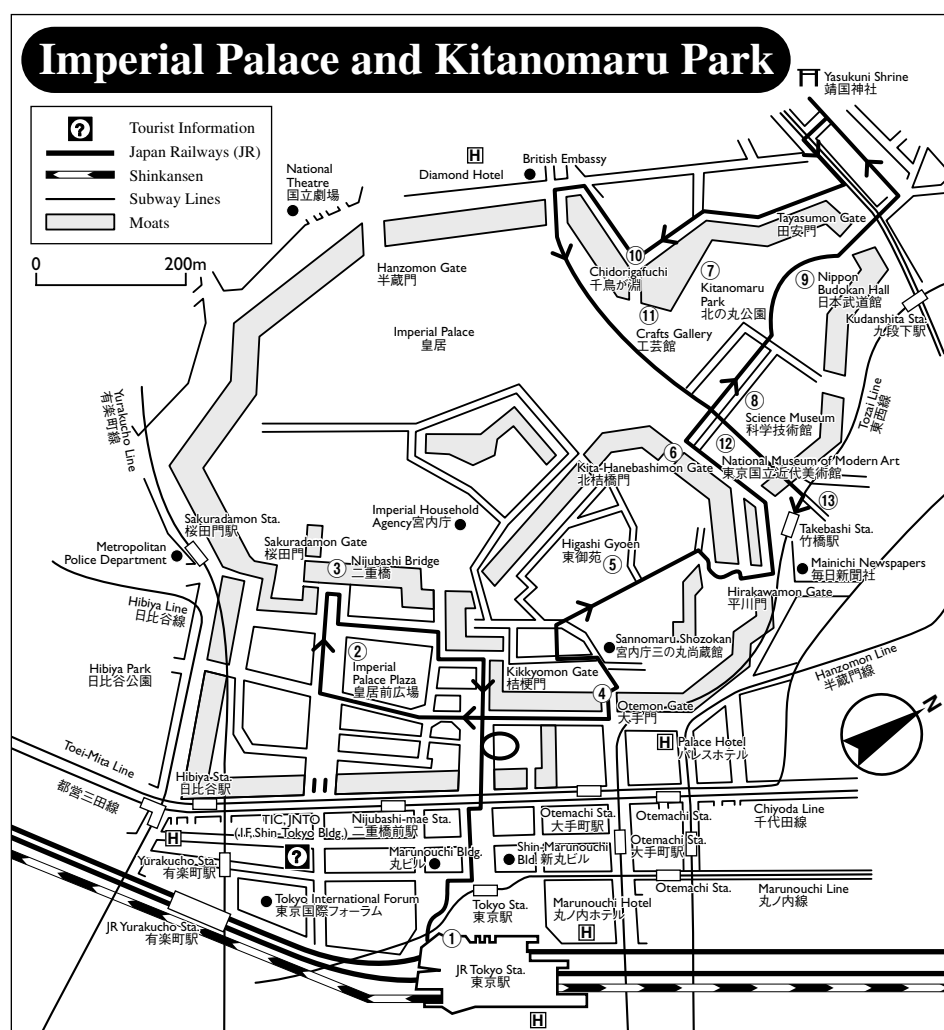 Imperial Palace and Kitanomaru Park
Yasukuni Shrine
靖国神社
?
Tourist Information
Japan Railways (JR)
Shinkansen
Subway Lines
Moats
0
200m
National
Theatre
国立劇場
H
Diamond Hotel
British Embassy
Hanzomon Gate
半蔵門
Imperial Palace
皇居
⑩
Chidorigafuchi
千鳥が淵
⑦
Kitanomaru
Park
北の丸公園
Tayasumon Gate
田安門
⑨
Nippon
Budokan Hall
日本武道館
Kudanshita Sta.
九段下駅
⑪
Crafts Gallery
工芸館
Tozai Line
東西線
⑧
Science Museum
科学技術館
⑫
National Museum of Modern Art
東京国立近代美術館
⑬
Takebashi Sta.
竹橋駅
Mainichi Newspapers
毎日新聞社
Yurakucho Line
有楽町線
⑥
Kita-Hanebashimon Gate
北桔橋門
Imperial Household
Agency宮内庁
Higashi Gyoen
東御苑
⑤
Sakuradamon Sta.
桜田門駅
Sakuradamon Gate
桜田門
Metropolitan
Police Department
③
Nijubashi Bridge
二重橋
Hirakawamon Gate
平川門
Hibiya Line
日比谷線
Hibiya Park
日比谷公園
②
Imperial
Palace Plaza
皇居前広場
Sannomaru Shozokan
宮内庁三の丸尚蔵館
Kikkyomon Gate
桔梗門
④
Otemon Gate
大手門
Hanzomon Line
半蔵門線
N
H
Palace Hotel
パレスホテル
Toei-Mita Line
都営三田線
Hibiya Sta.
日比谷駅
TIC, JNTO
(J.F. Shin-Tokyo Bldg.)
Nijubashi-mae Sta.
二重橋前駅
Otemachi Sta.
大手町駅
Otemachi Sta.
Chiyoda Line
千代田線
H
?
Yurakucho Sta.
有楽町駅
Marunouchi Bldg.
丸ビル
Shin-Marunouchi
Bld. 新丸ビル
Otemachi Sta.
大手町駅
Otemachi Sta.
Marunouchi Line
丸ノ内線
Tokyo International Forum
東京国際フォーラム
Tokyo Sta.
東京駅
Marunouchi Hotel
丸ノ内ホテル
H
JR Yurakucho Sta.
有楽町駅
①
JR Tokyo Sta.
東京駅
H